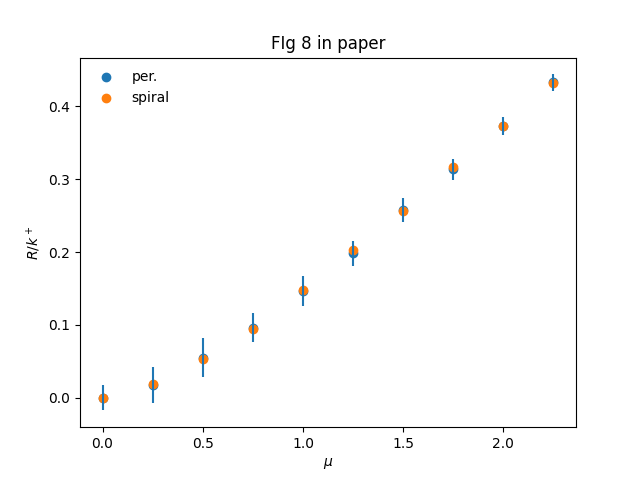 FIg 8 in paper
per.
spiral
0.4
0.3
0.2
0.1
0.0
R/k⁺
0.0 0.5 1.0 1.5 2.0
μ